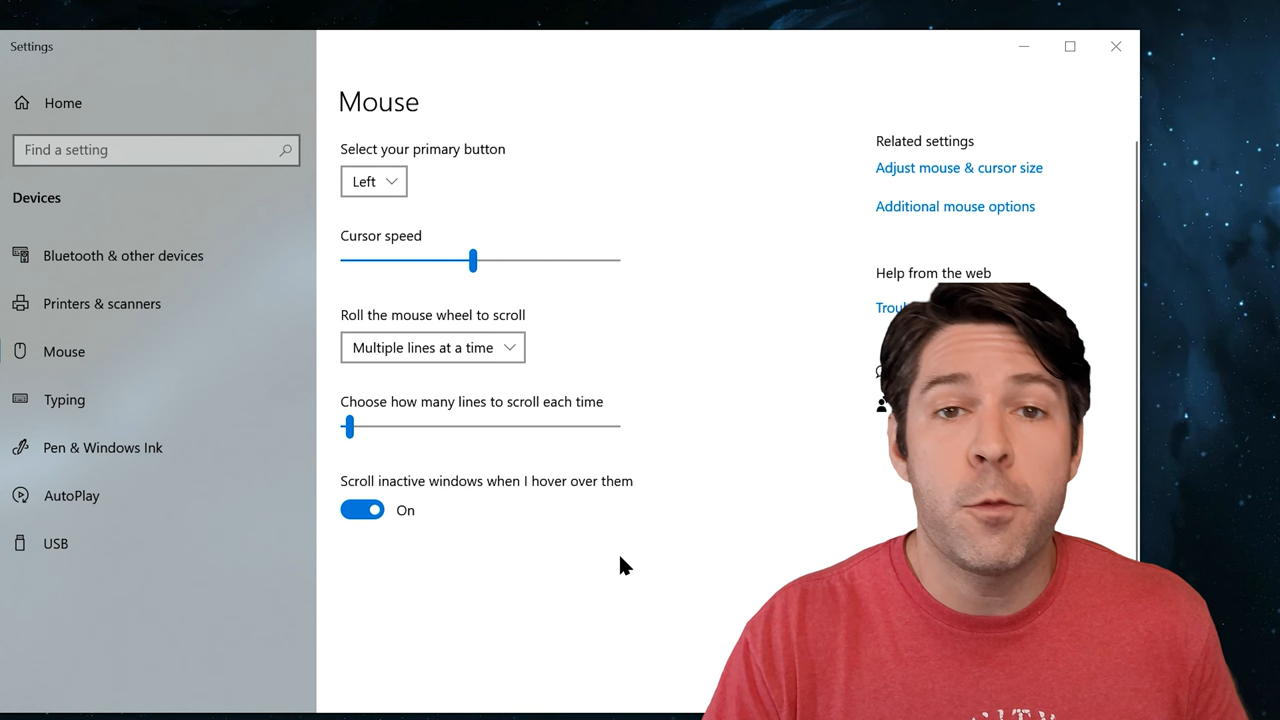 Settings
Home
Find a setting
Devices
Bluetooth & other devices
Printers & scanners
Mouse
Typing
Pen & Windows Ink
AutoPlay
USB
Mouse
Select your primary button
Left
Cursor speed
Roll the mouse wheel to scroll
Multiple lines at a time
Choose how many lines to scroll each time
Scroll inactive windows when I hover over them
On
Related settings
Adjust mouse & cursor size
Additional mouse options
Help from the web